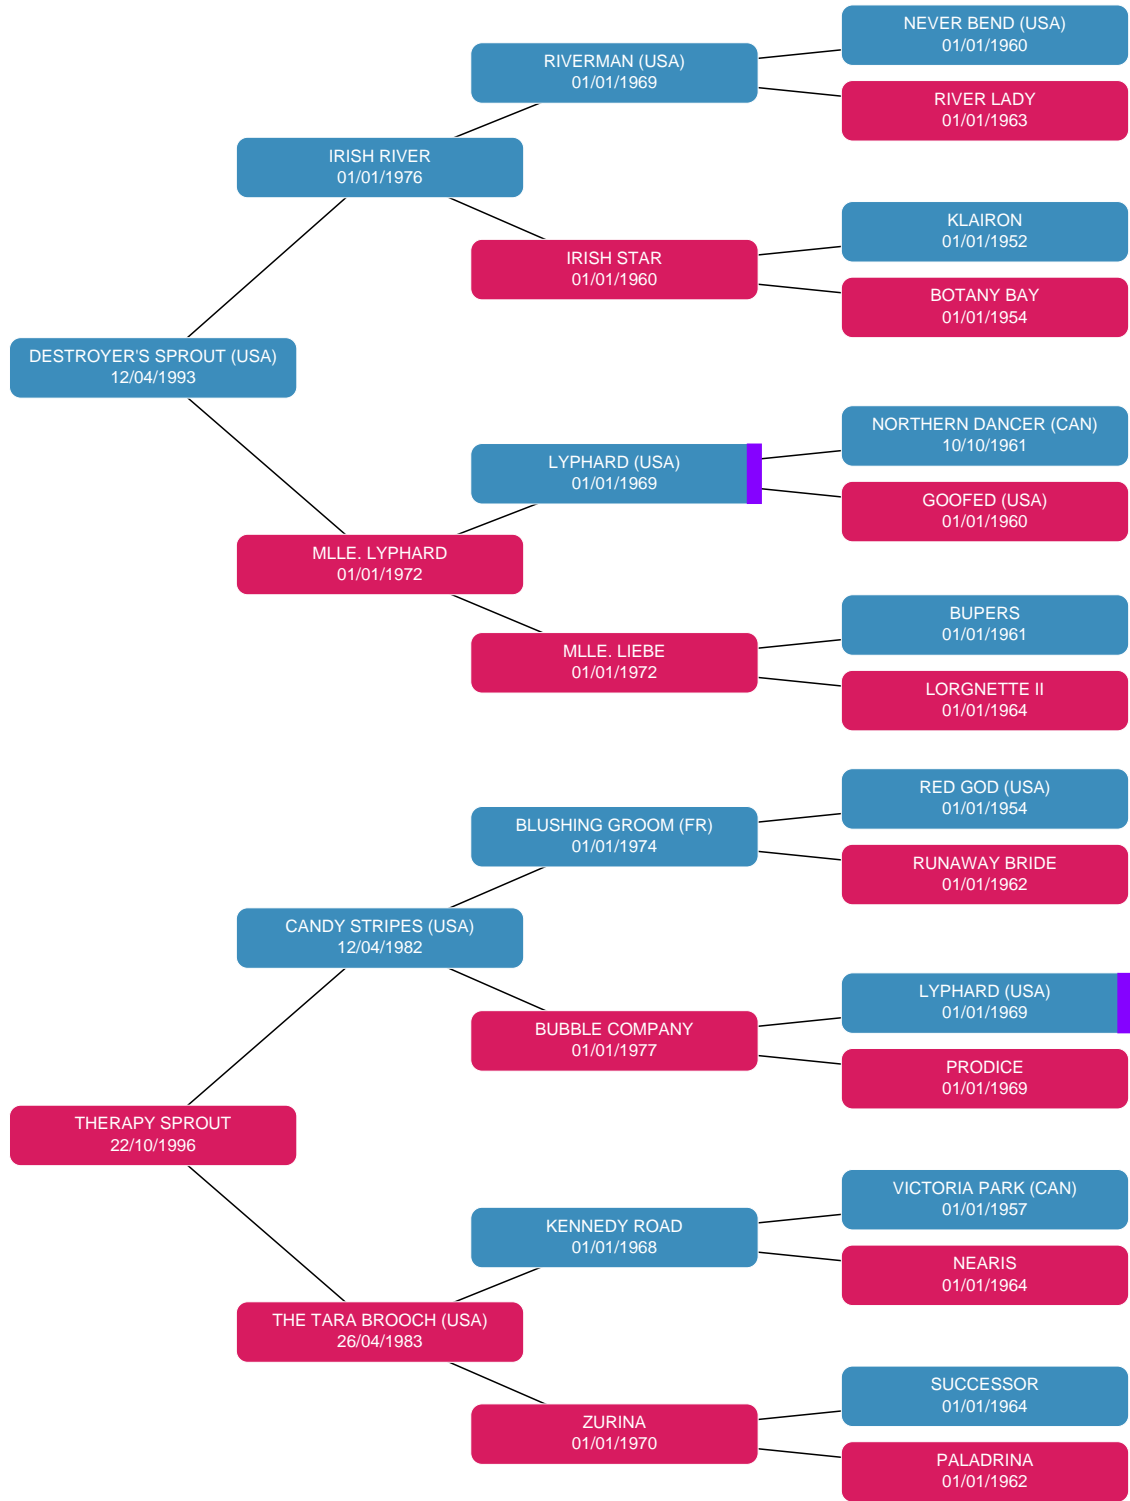 NEVER BEND (USA)
01/01/1960
RIVERMAN (USA)
01/01/1969
RIVER LADY
01/01/1963
IRISH RIVER
01/01/1976
KLAIRON
01/01/1952
IRISH STAR
01/01/1960
BOTANY BAY
01/01/1954
DESTROYER'S SPROUT (USA)
12/04/1993
NORTHERN DANCER (CAN)
10/10/1961
LYPHARD (USA)
01/01/1969
GOOFED (USA)
01/01/1960
MLLE. LYPHARD
01/01/1972
BUPERS
01/01/1961
MLLE. LIEBE
01/01/1972
LORGNETTE II
01/01/1964
RED GOD (USA)
01/01/1954
BLUSHING GROOM (FR)
01/01/1974
RUNAWAY BRIDE
01/01/1962
CANDY STRIPES (USA)
12/04/1982
LYPHARD (USA)
01/01/1969
BUBBLE COMPANY
01/01/1977
PRODICE
01/01/1969
THERAPY SPROUT
22/10/1996
VICTORIA PARK (CAN)
01/01/1957
KENNEDY ROAD
01/01/1968
NEARIS
01/01/1964
THE TARA BROOCH (USA)
26/04/1983
SUCCESSOR
01/01/1964
ZURINA
01/01/1970
PALADRINA
01/01/1962